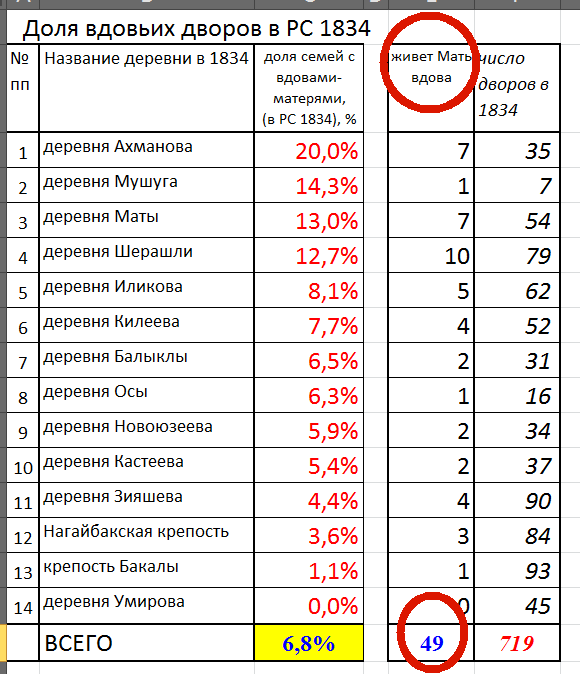 Доля вдовьих дворов в РС 1834
№ пп Название деревни в 1834 доля семей с вдовами-матерями, (в РС 1834), % живет Мать вдова число дворов в 1834
1 деревня Ахманова 20,0% 7 35
2 деревня Мушуга 14,3% 1 7
3 деревня Маты 13,0% 7 54
4 деревня Шерашли 12,7% 10 79
5 деревня Иликова 8,1% 5 62
6 деревня Килеева 7,7% 4 52
7 деревня Балыклы 6,5% 2 31
8 деревня Осы 6,3% 1 16
9 деревня Новоюзеева 5,9% 2 34
10 деревня Кастеева 5,4% 2 37
11 деревня Зияшева 4,4% 4 90
12 Нагайбакская крепость 3,6% 3 84
13 крепость Бакалы 1,1% 1 93
14 деревня Умирова 0,0% 0 45
ВСЕГО 6,8% 49 719